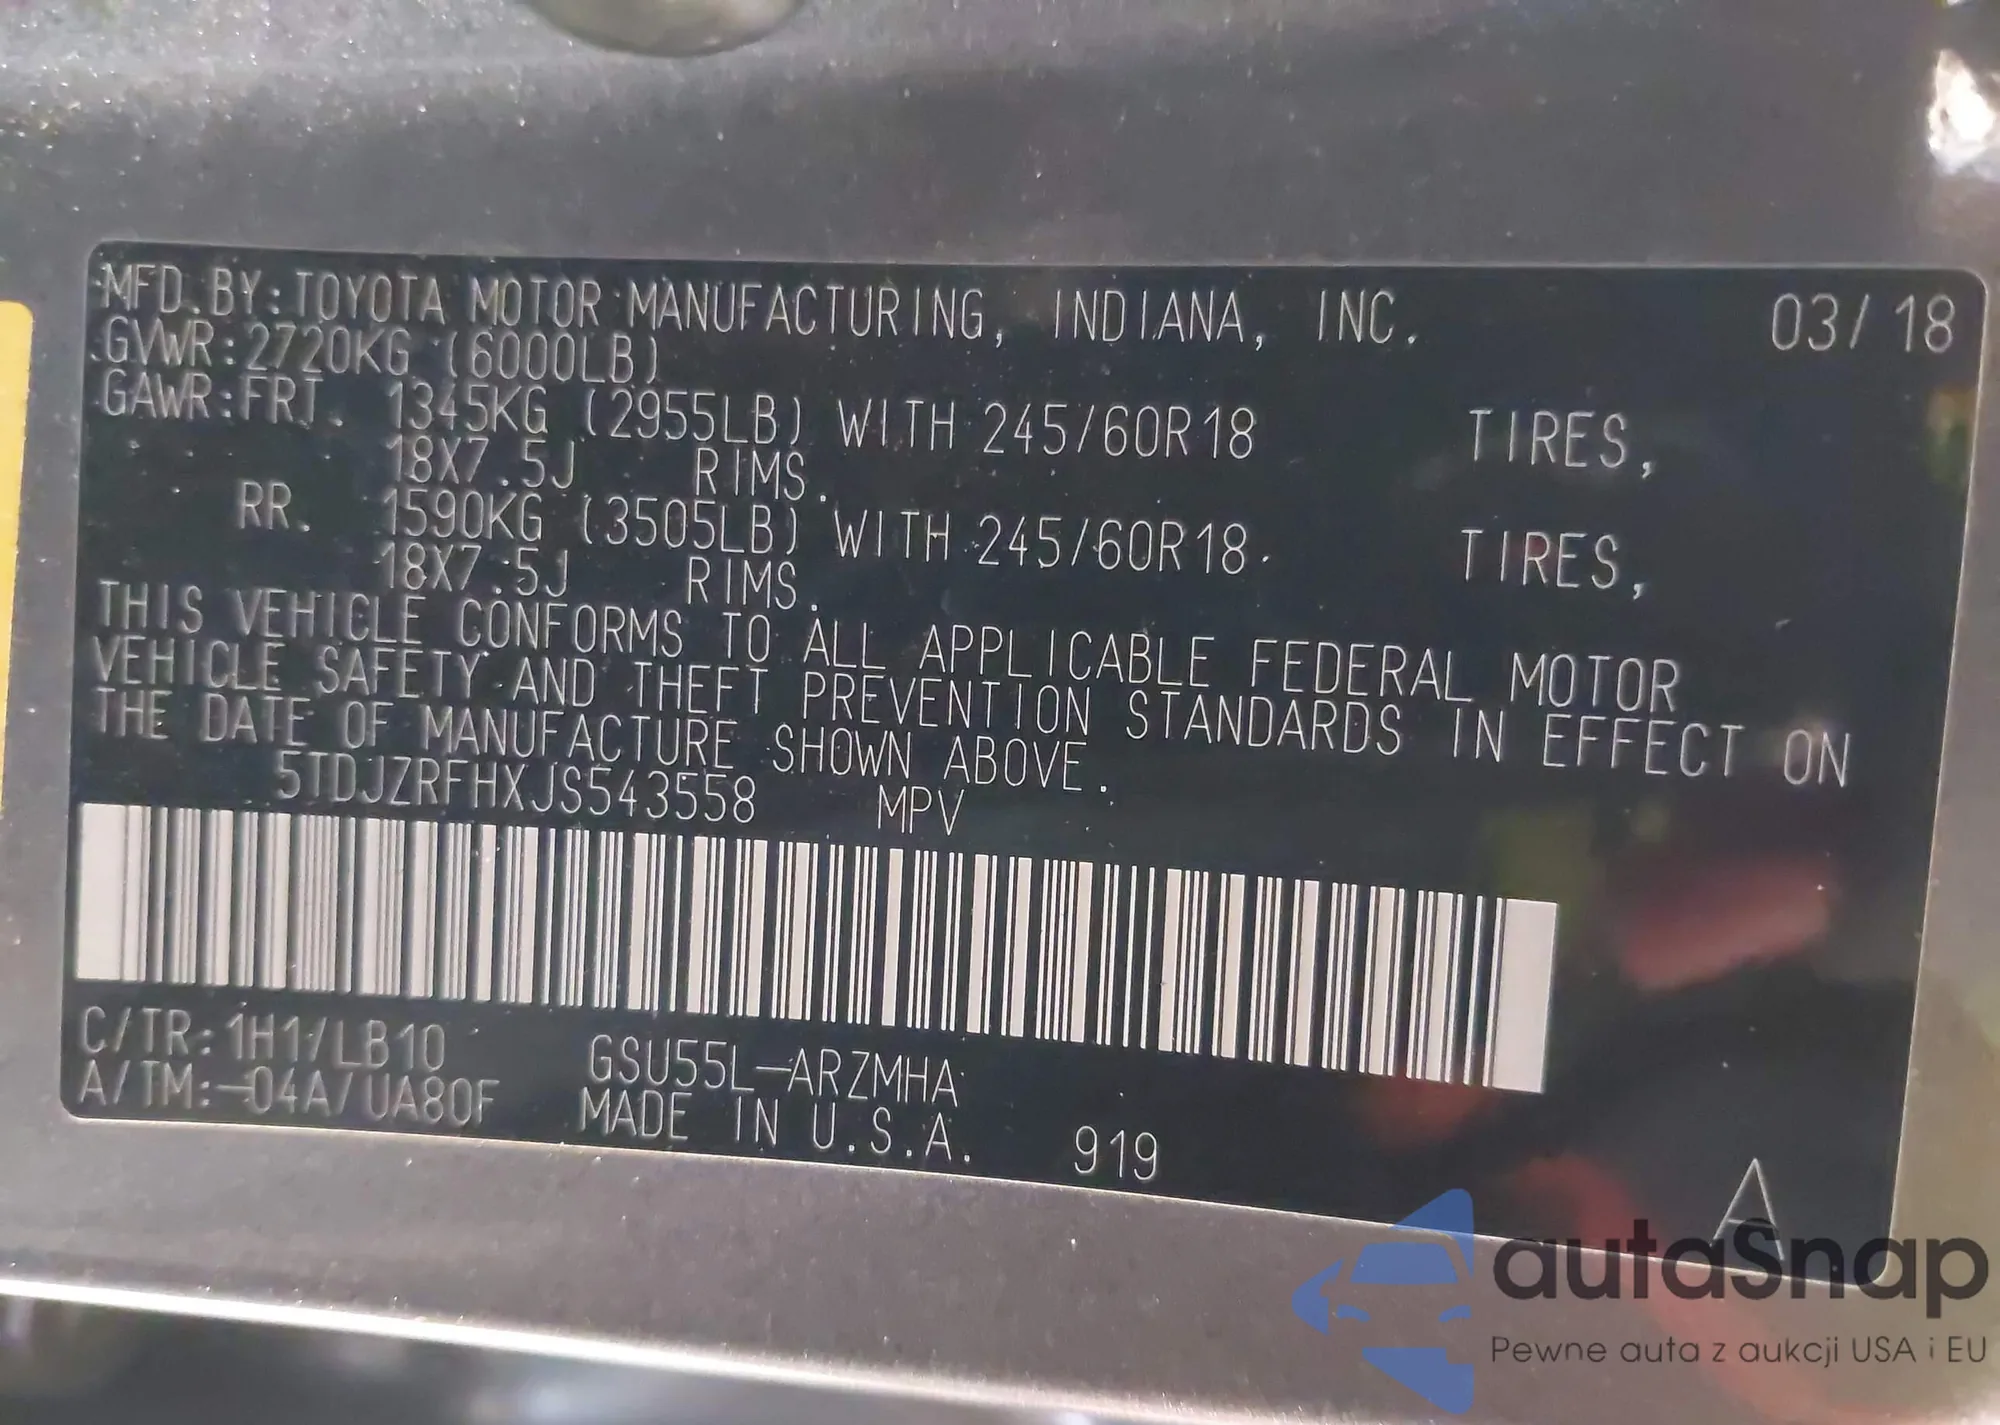 MFD. BY: TOYOTA MOTOR MANUFACTURING, INDIANA, INC. 03/18
GVWR: 2720KG (6000LB)
GAWR: FRT. 1345KG (2955LB) WITH 245/60R18 TIRES,
18X7.5J RIMS.
RR. 1590KG (3505LB) WITH 245/60R18 TIRES,
18X7.5J RIMS.
THIS VEHICLE CONFORMS TO ALL APPLICABLE FEDERAL MOTOR
VEHICLE SAFETY AND THEFT PREVENTION STANDARDS IN EFFECT ON
THE DATE OF MANUFACTURE SHOWN ABOVE.
5TDJZRFHXJS543558 MPV
C/TR: 1H1/LB10 GSU55L-ARZMHA
A/TM: -04A/UA80F MADE IN U.S.A. 919
A
autaSnap
Pewne auta z aukcji USA i EU